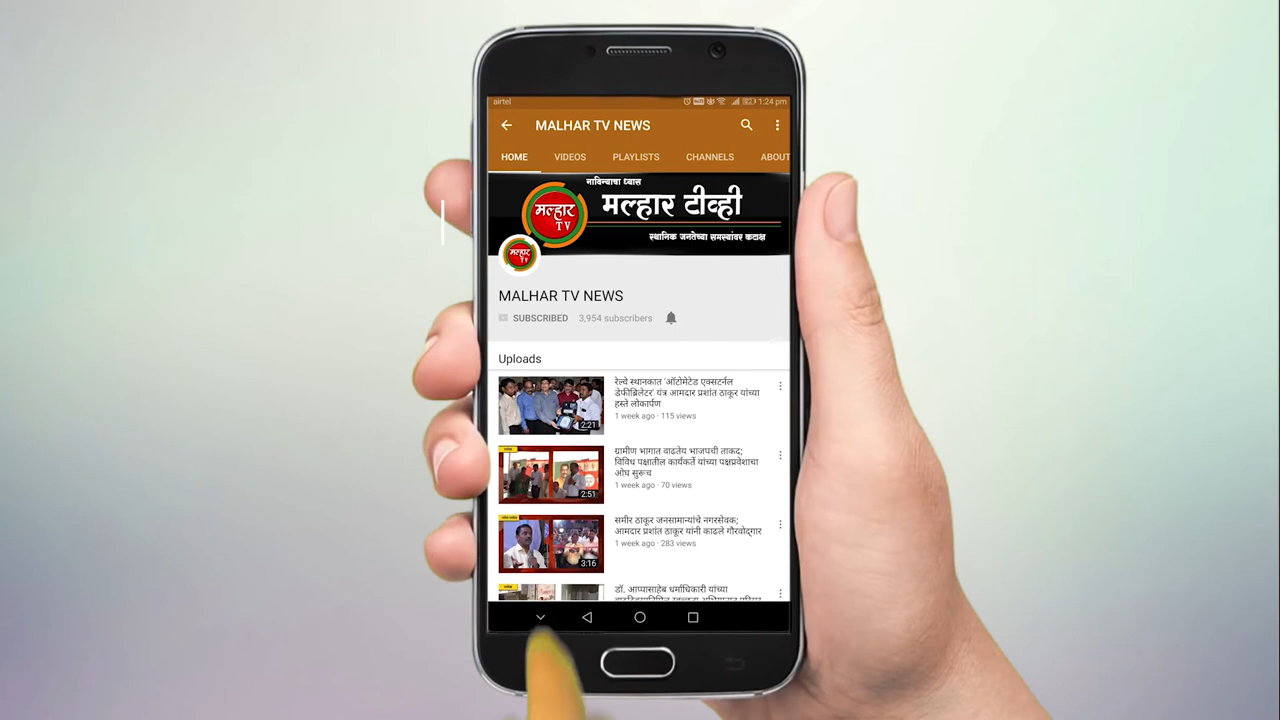 airtel 1:24 pm
MALHAR TV NEWS
HOME VIDEOS PLAYLISTS CHANNELS ABOUT
नाविन्याचा ध्यास
मल्हार टीव्ही
मल्हार
TV
स्थानिक जनतेच्या समस्यांवर कटाक्ष
मल्हार
TV
MALHAR TV NEWS
SUBSCRIBED 3,954 subscribers
Uploads
रेल्वे स्थानकात 'ऑटोमेटेड एक्सटर्नल
डेफीब्रिलेटर' यंत्र आमदार प्रशांत ठाकूर यांच्या
हस्ते लोकार्पण
1 week ago · 115 views
2:21
ग्रामीण भागात वाढतेय भाजपची ताकद;
विविध पक्षातील कार्यकर्ते यांच्या पक्षप्रवेशाचा
ओघ सुरूच
1 week ago · 70 views
2:51
समीर ठाकूर जनसामान्यांचे नगरसेवक;
आमदार प्रशांत ठाकूर यांनी काढले गौरवोद्गार
1 week ago · 283 views
3:16
डॉ. आप्पासाहेब धर्माधिकारी यांच्या